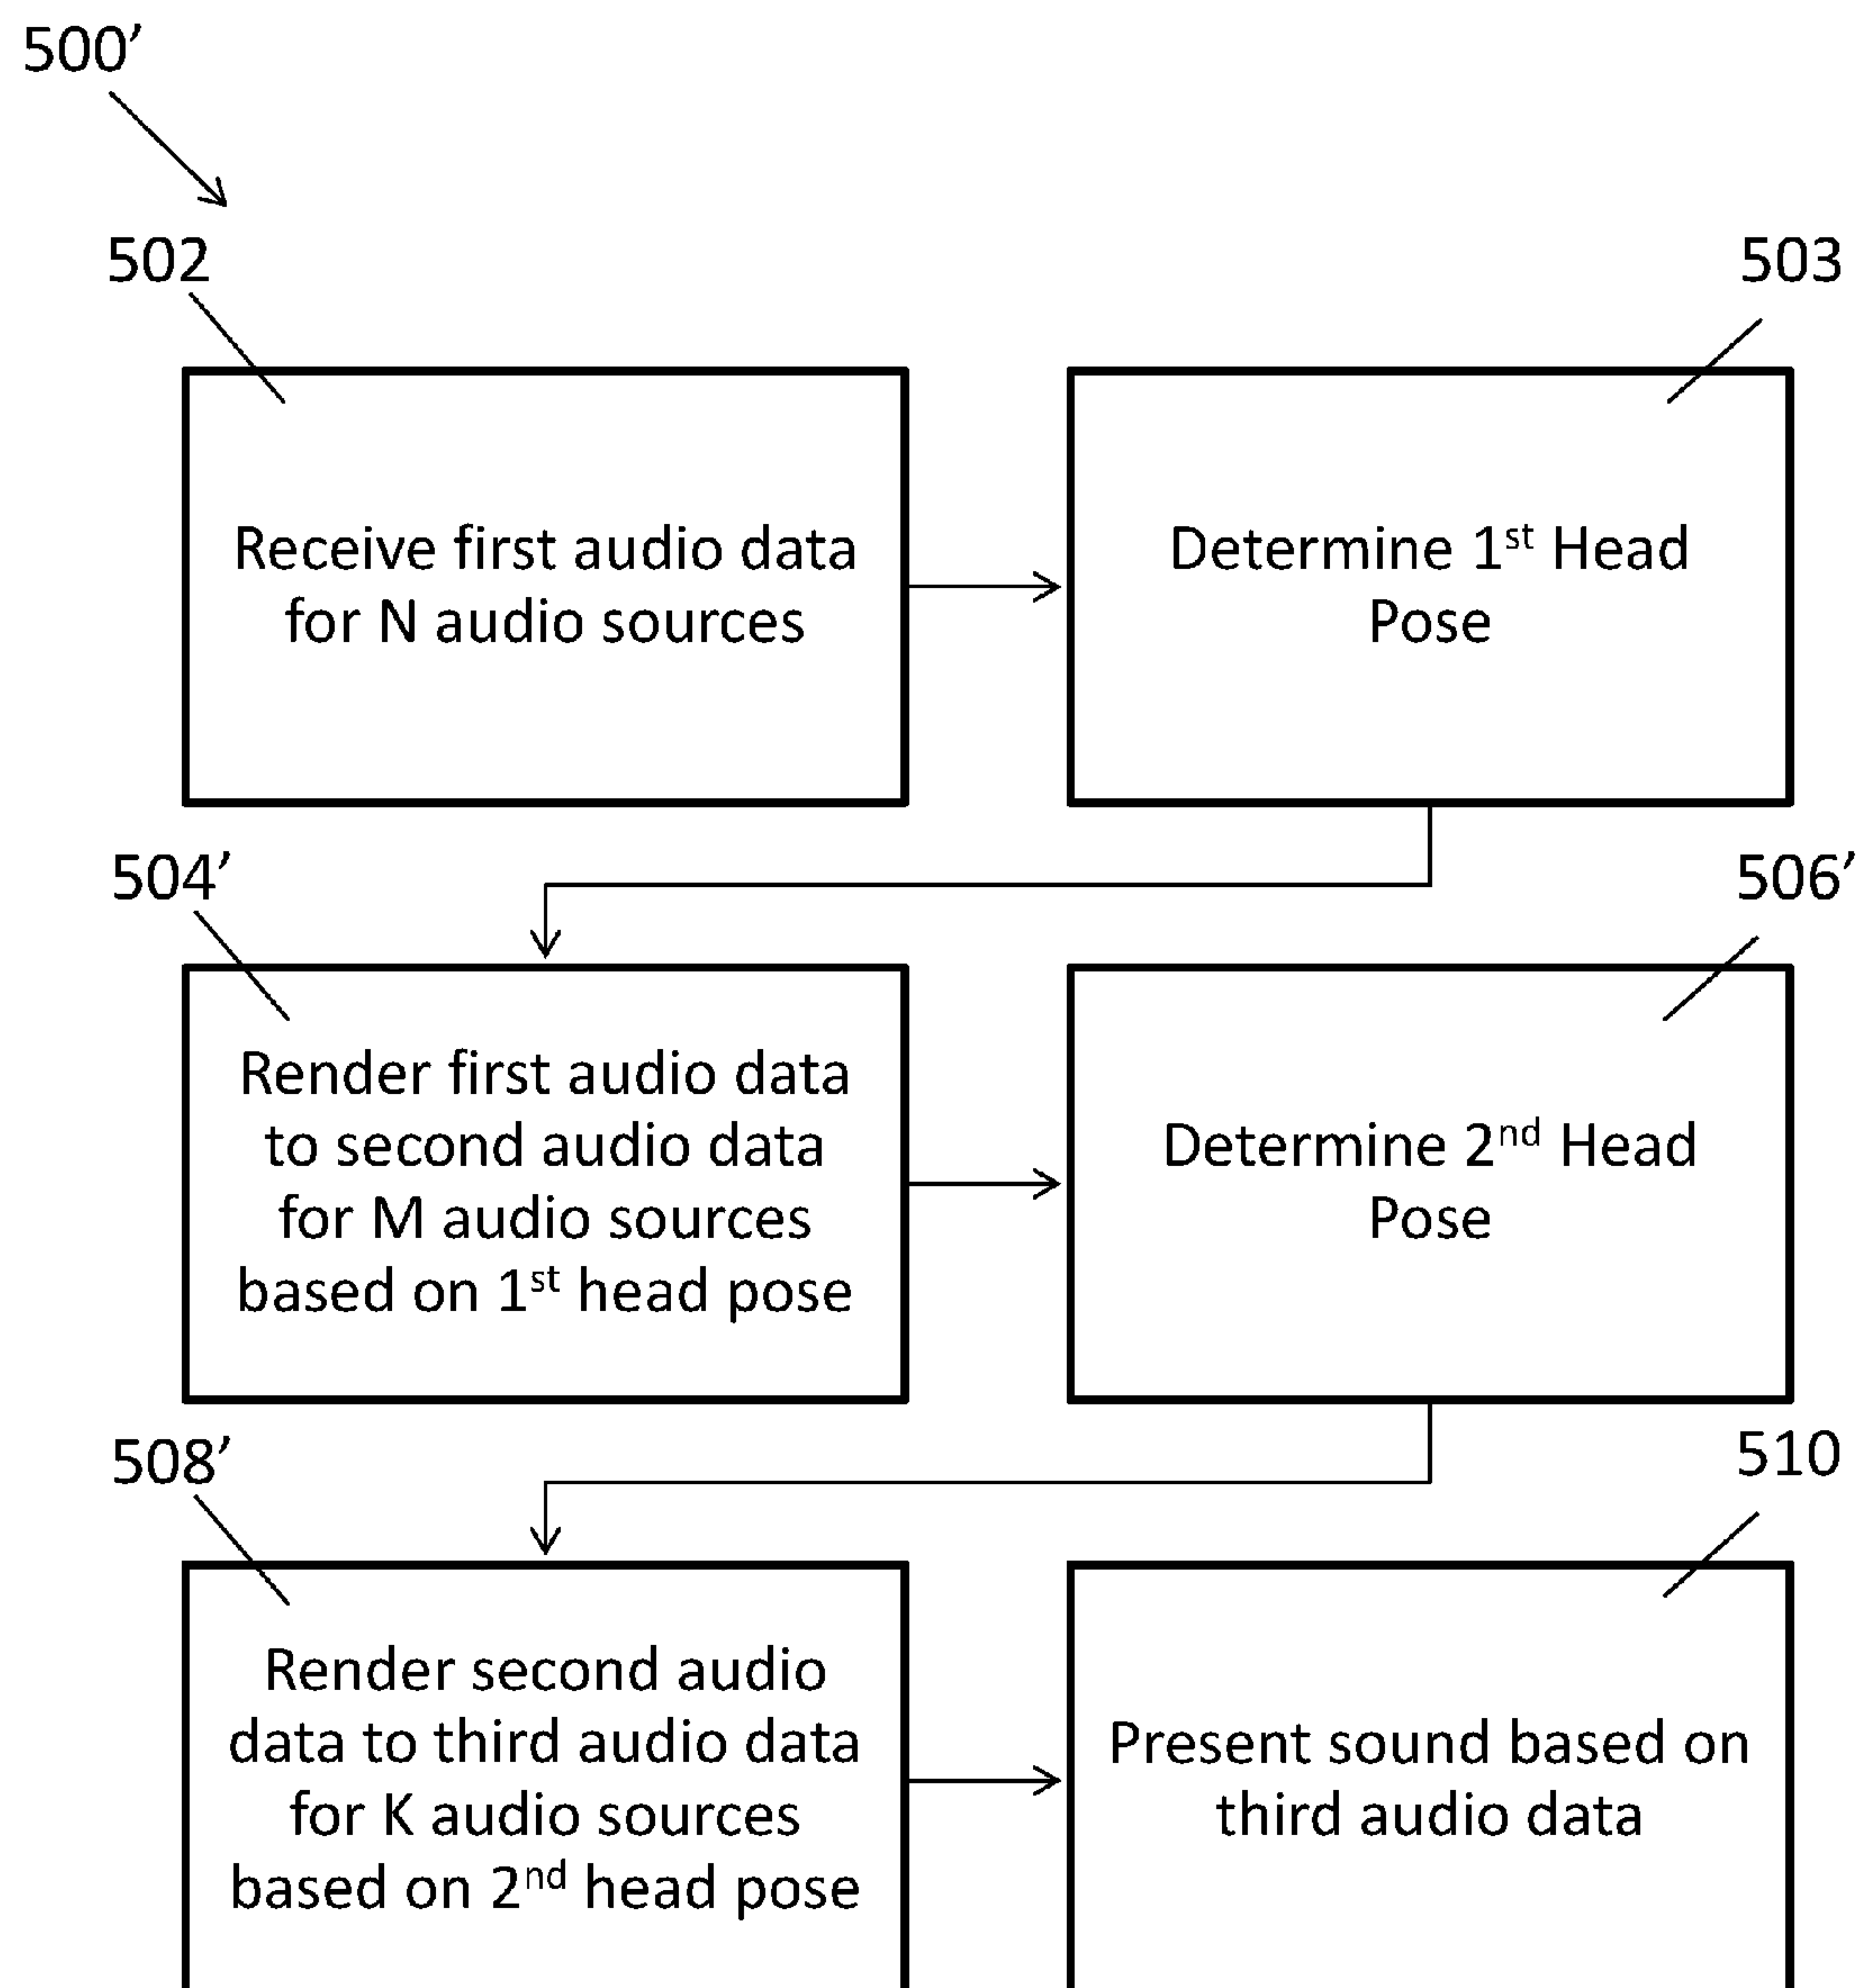 500’
502
503
Receive first audio data
for N audio sources
Determine 1st Head
Pose
504’
506’
Render first audio data
to second audio data
for M audio sources
based on 1st head pose
Determine 2nd Head
Pose
508’
510
Render second audio
data to third audio data
for K audio sources
based on 2nd head pose
Present sound based on
third audio data